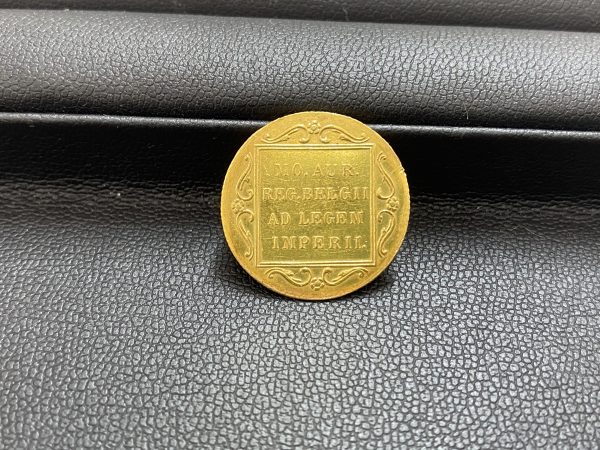 MO. AUR.
REG.BELGII
AD LEGEM
IMPERII.